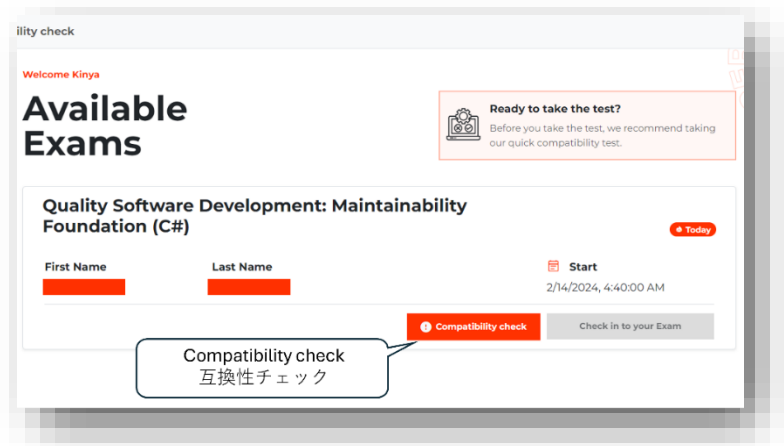 ility check
Welcome Kinya
Available
Exams
Ready to take the test?
Before you take the test, we recommend taking
our quick compatibility test.
Quality Software Development: Maintainability
Foundation (C#)
Today
First Name
Last Name
Start
2/14/2024, 4:40:00 AM
Compatibility check
Check in to your Exam
Compatibility check
互換性チェック